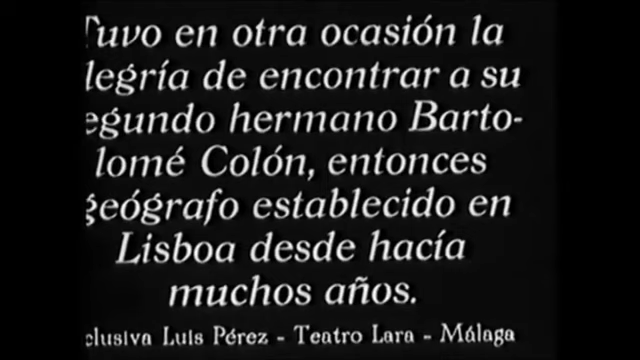 Tuvo en otra ocasión la
legría de encontrar a su
egundo hermano Barto-
lomé Colón, entonces
geógrafo establecido en
Lisboa desde hacía
muchos años.
clusiva Luis Pérez - Teatro Lara - Málaga